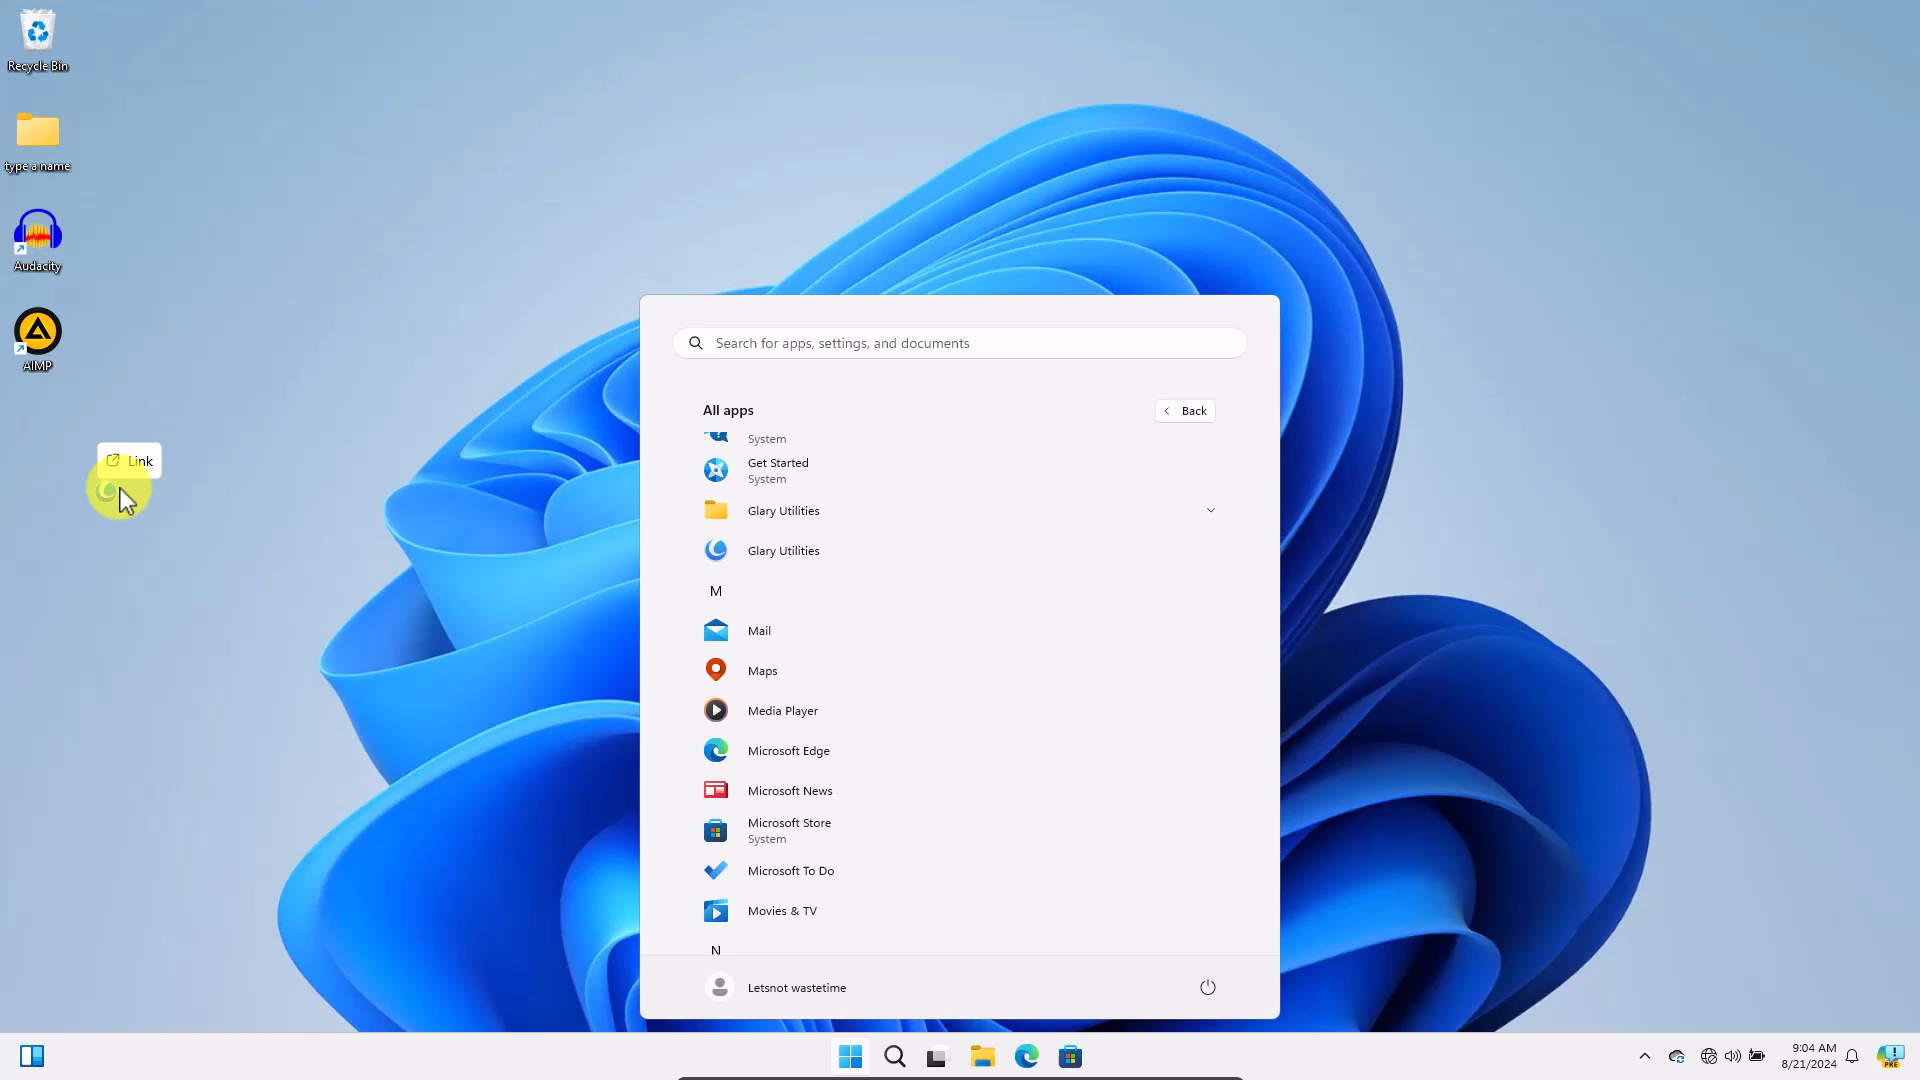 Recycle Bin
type a name
Audacity
AIMP
Link
Search for apps, settings, and documents
All apps
Back
System
Get Started
System
Glary Utilities
Glary Utilities
M
Mail
Maps
Media Player
Microsoft Edge
Microsoft News
Microsoft Store
System
Microsoft To Do
Movies & TV
N
Letsnot wastetime
9:04 AM
8/21/2024
PRE